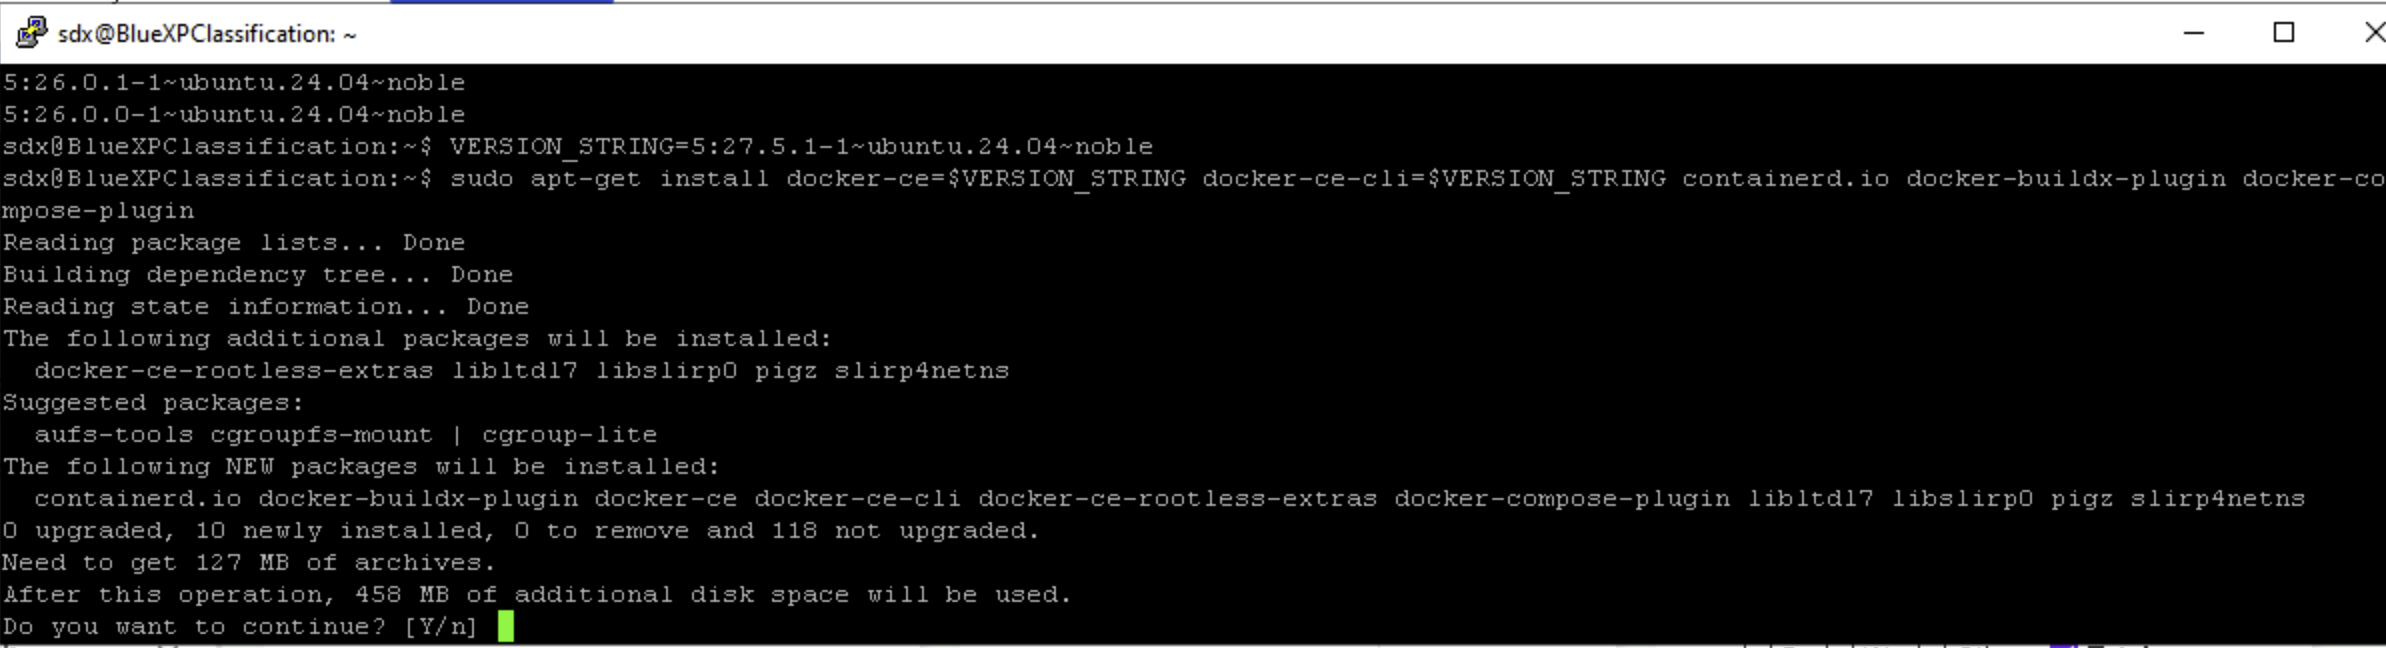 sdx@BlueXPClassification: ~
5:26.0.1-1~ubuntu.24.04~noble
5:26.0.0-1~ubuntu.24.04~noble
sdx@BlueXPClassification:~$ VERSION_STRING=5:27.5.1-1~ubuntu.24.04~noble
sdx@BlueXPClassification:~$ sudo apt-get install docker-ce=$VERSION_STRING docker-ce-cli=$VERSION_STRING containerd.io docker-buildx-plugin docker-co
mpose-plugin
Reading package lists... Done
Building dependency tree... Done
Reading state information... Done
The following additional packages will be installed:
  docker-ce-rootless-extras libltdl7 libslirp0 pigz slirp4netns
Suggested packages:
  aufs-tools cgroupfs-mount | cgroup-lite
The following NEW packages will be installed:
  containerd.io docker-buildx-plugin docker-ce docker-ce-cli docker-ce-rootless-extras docker-compose-plugin libltdl7 libslirp0 pigz slirp4netns
0 upgraded, 10 newly installed, 0 to remove and 118 not upgraded.
Need to get 127 MB of archives.
After this operation, 458 MB of additional disk space will be used.
Do you want to continue? [Y/n]